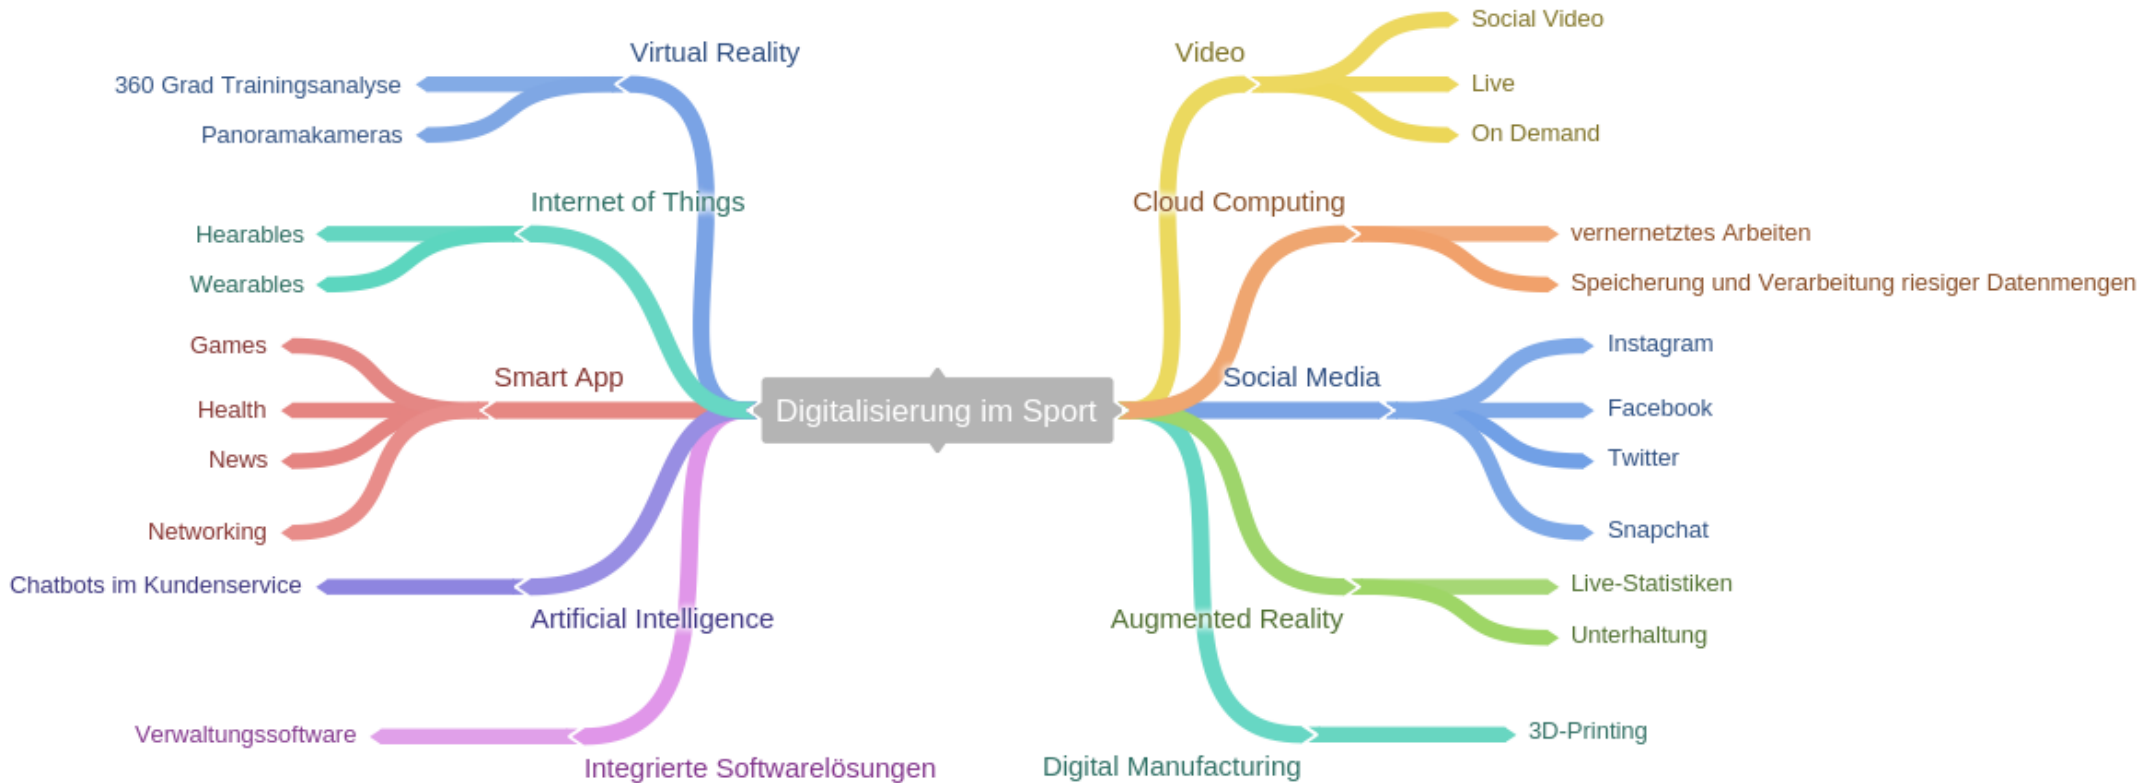 Digitalisierung im Sport
Virtual Reality
360 Grad Trainingsanalyse
Panoramakameras
Internet of Things
Hearables
Wearables
Smart App
Games
Health
News
Networking
Artificial Intelligence
Chatbots im Kundenservice
Integrierte Softwarelösungen
Verwaltungssoftware
Video
Social Video
Live
On Demand
Cloud Computing
vernernetztes Arbeiten
Speicherung und Verarbeitung riesiger Datenmengen
Social Media
Instagram
Facebook
Twitter
Snapchat
Augmented Reality
Live-Statistiken
Unterhaltung
Digital Manufacturing
3D-Printing